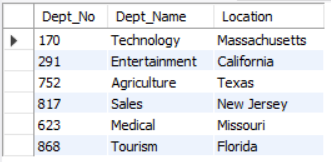 Dept_No Dept_Name Location
170 Technology Massachusetts
291 Entertainment California
752 Agriculture Texas
817 Sales New Jersey
623 Medical Missouri
868 Tourism Florida